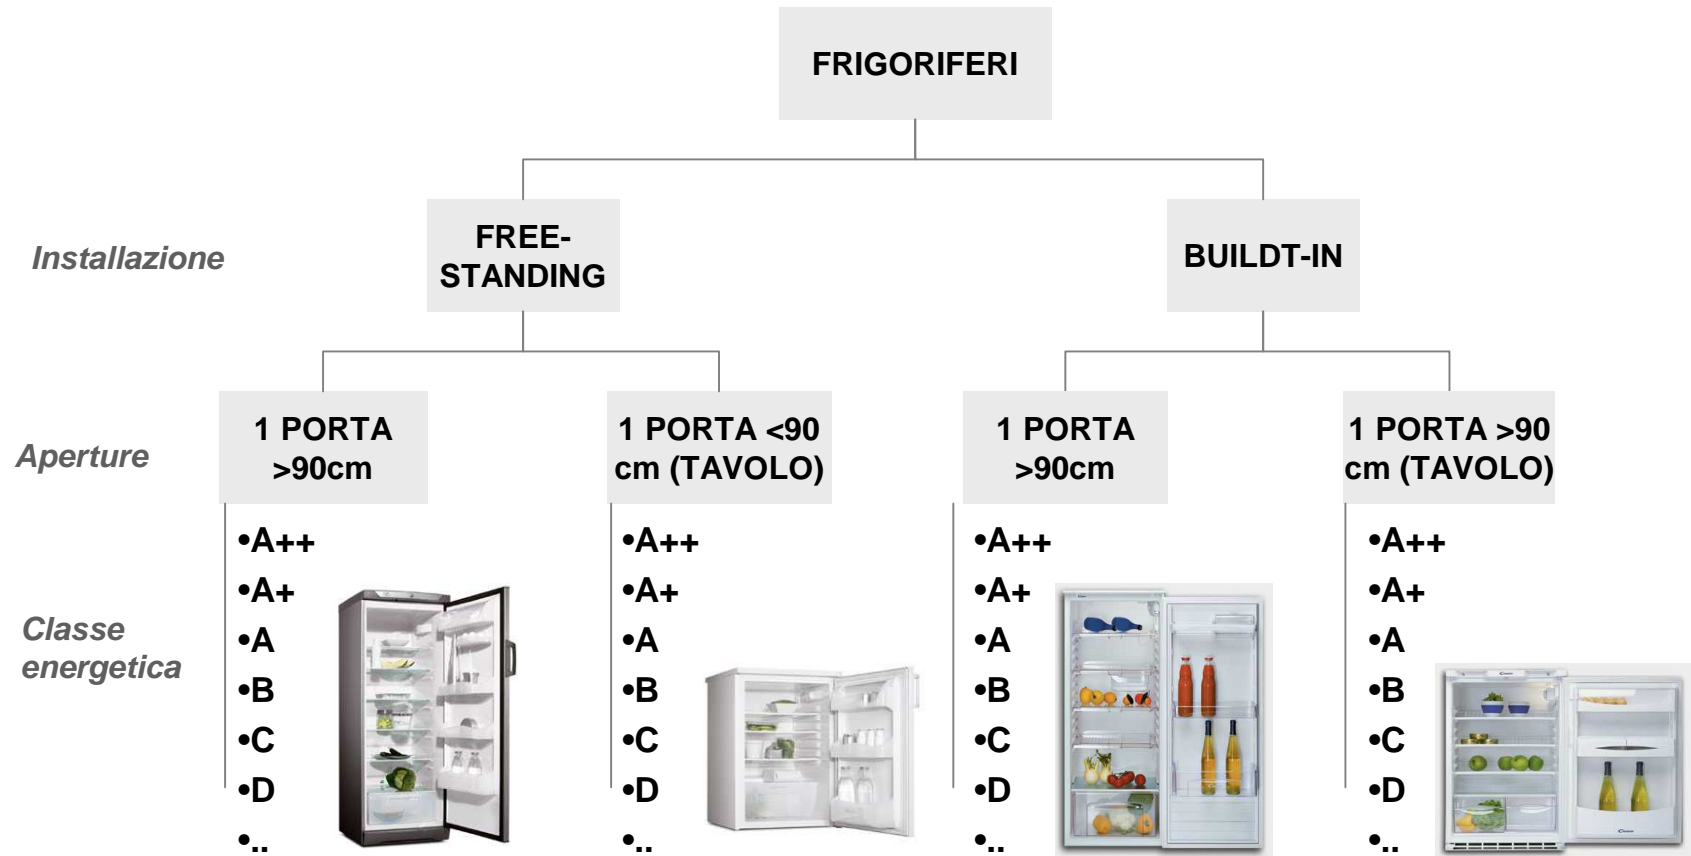 FRIGORIFERI
Installazione
FREE-
STANDING
BUILDT-IN
Aperture
1 PORTA
>90cm
1 PORTA <90
cm (TAVOLO)
1 PORTA
>90cm
1 PORTA >90
cm (TAVOLO)
Classe
energetica
•A++
•A+
•A
•B
•C
•D
•..
•A++
•A+
•A
•B
•C
•D
•..
•A++
•A+
•A
•B
•C
•D
•..
•A++
•A+
•A
•B
•C
•D
•..